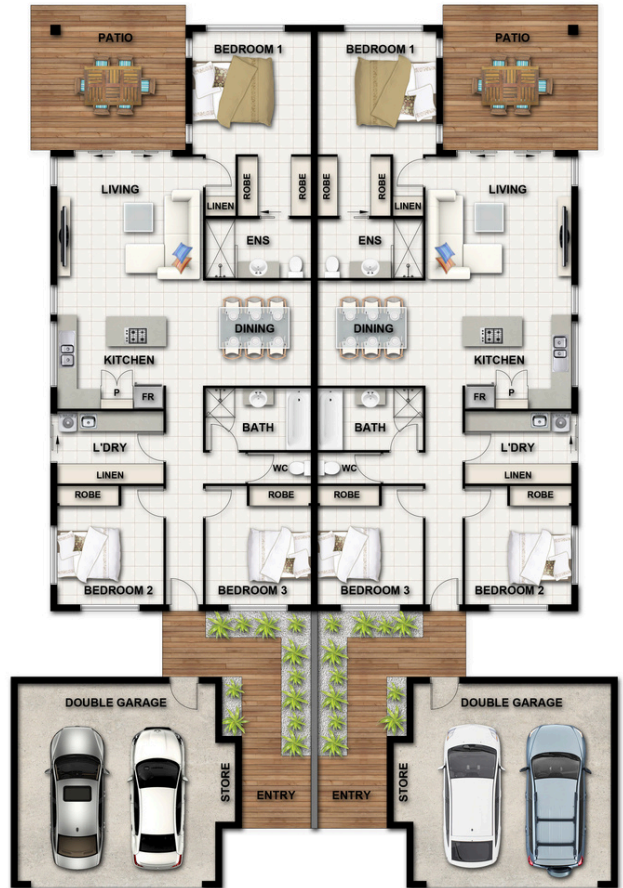 PATIO
BEDROOM 1
BEDROOM 1
PATIO
LIVING
ROBE
ROBE
ROBE
ROBE
LIVING
LINEN
LINEN
ENS
ENS
DINING
DINING
KITCHEN
KITCHEN
P
FR
FR
P
BATH
BATH
L'DRY
L'DRY
WC
WC
LINEN
LINEN
ROBE
ROBE
ROBE
ROBE
BEDROOM 2
BEDROOM 3
BEDROOM 3
BEDROOM 2
DOUBLE GARAGE
DOUBLE GARAGE
STORE
ENTRY
ENTRY
STORE